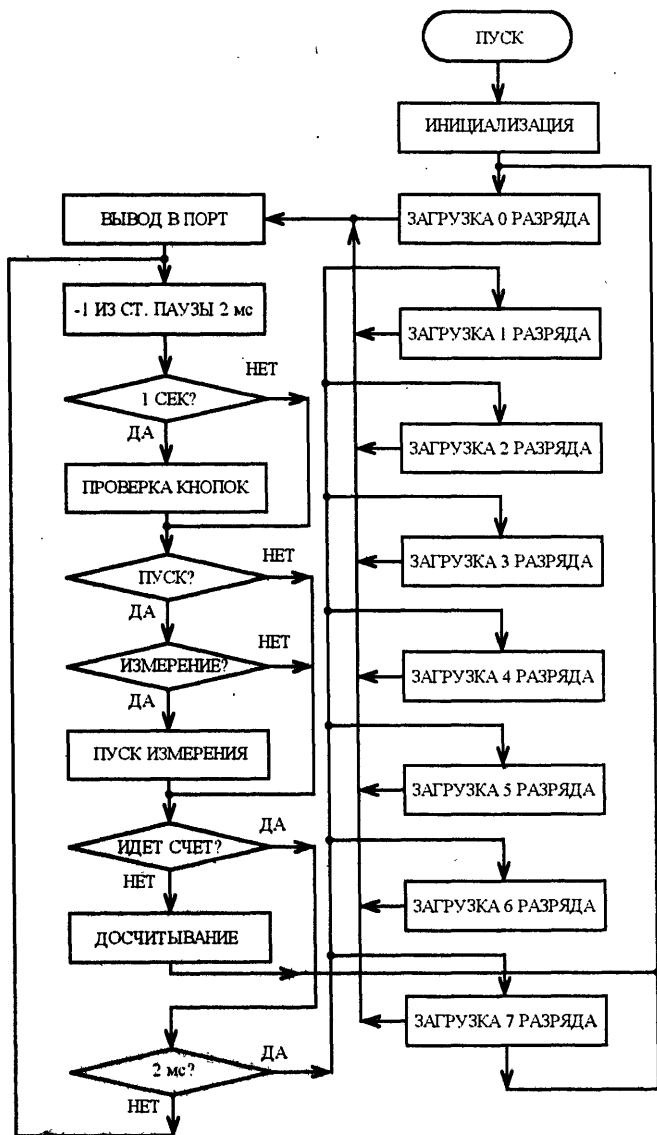 ПУСК
ИНИЦИАЛИЗАЦИЯ
ЗАГРУЗКА 0 РАЗРЯДА
ВЫВОД В ПОРТ
-1 ИЗ СТ. ПАУЗЫ 2 мс
ЗАГРУЗКА 1 РАЗРЯДА
НЕТ
1 СЕК?
ДА
ЗАГРУЗКА 2 РАЗРЯДА
ПРОВЕРКА КНОПОК
ЗАГРУЗКА 3 РАЗРЯДА
НЕТ
ПУСК?
ДА
НЕТ
ИЗМЕРЕНИЕ?
ЗАГРУЗКА 4 РАЗРЯДА
ДА
ПУСК ИЗМЕРЕНИЯ
ЗАГРУЗКА 5 РАЗРЯДА
ДА
ИДЕТ СЧЕТ?
НЕТ
ЗАГРУЗКА 6 РАЗРЯДА
ДОСЧИТЫВАНИЕ
ЗАГРУЗКА 7 РАЗРЯДА
ДА
2 мс?
НЕТ